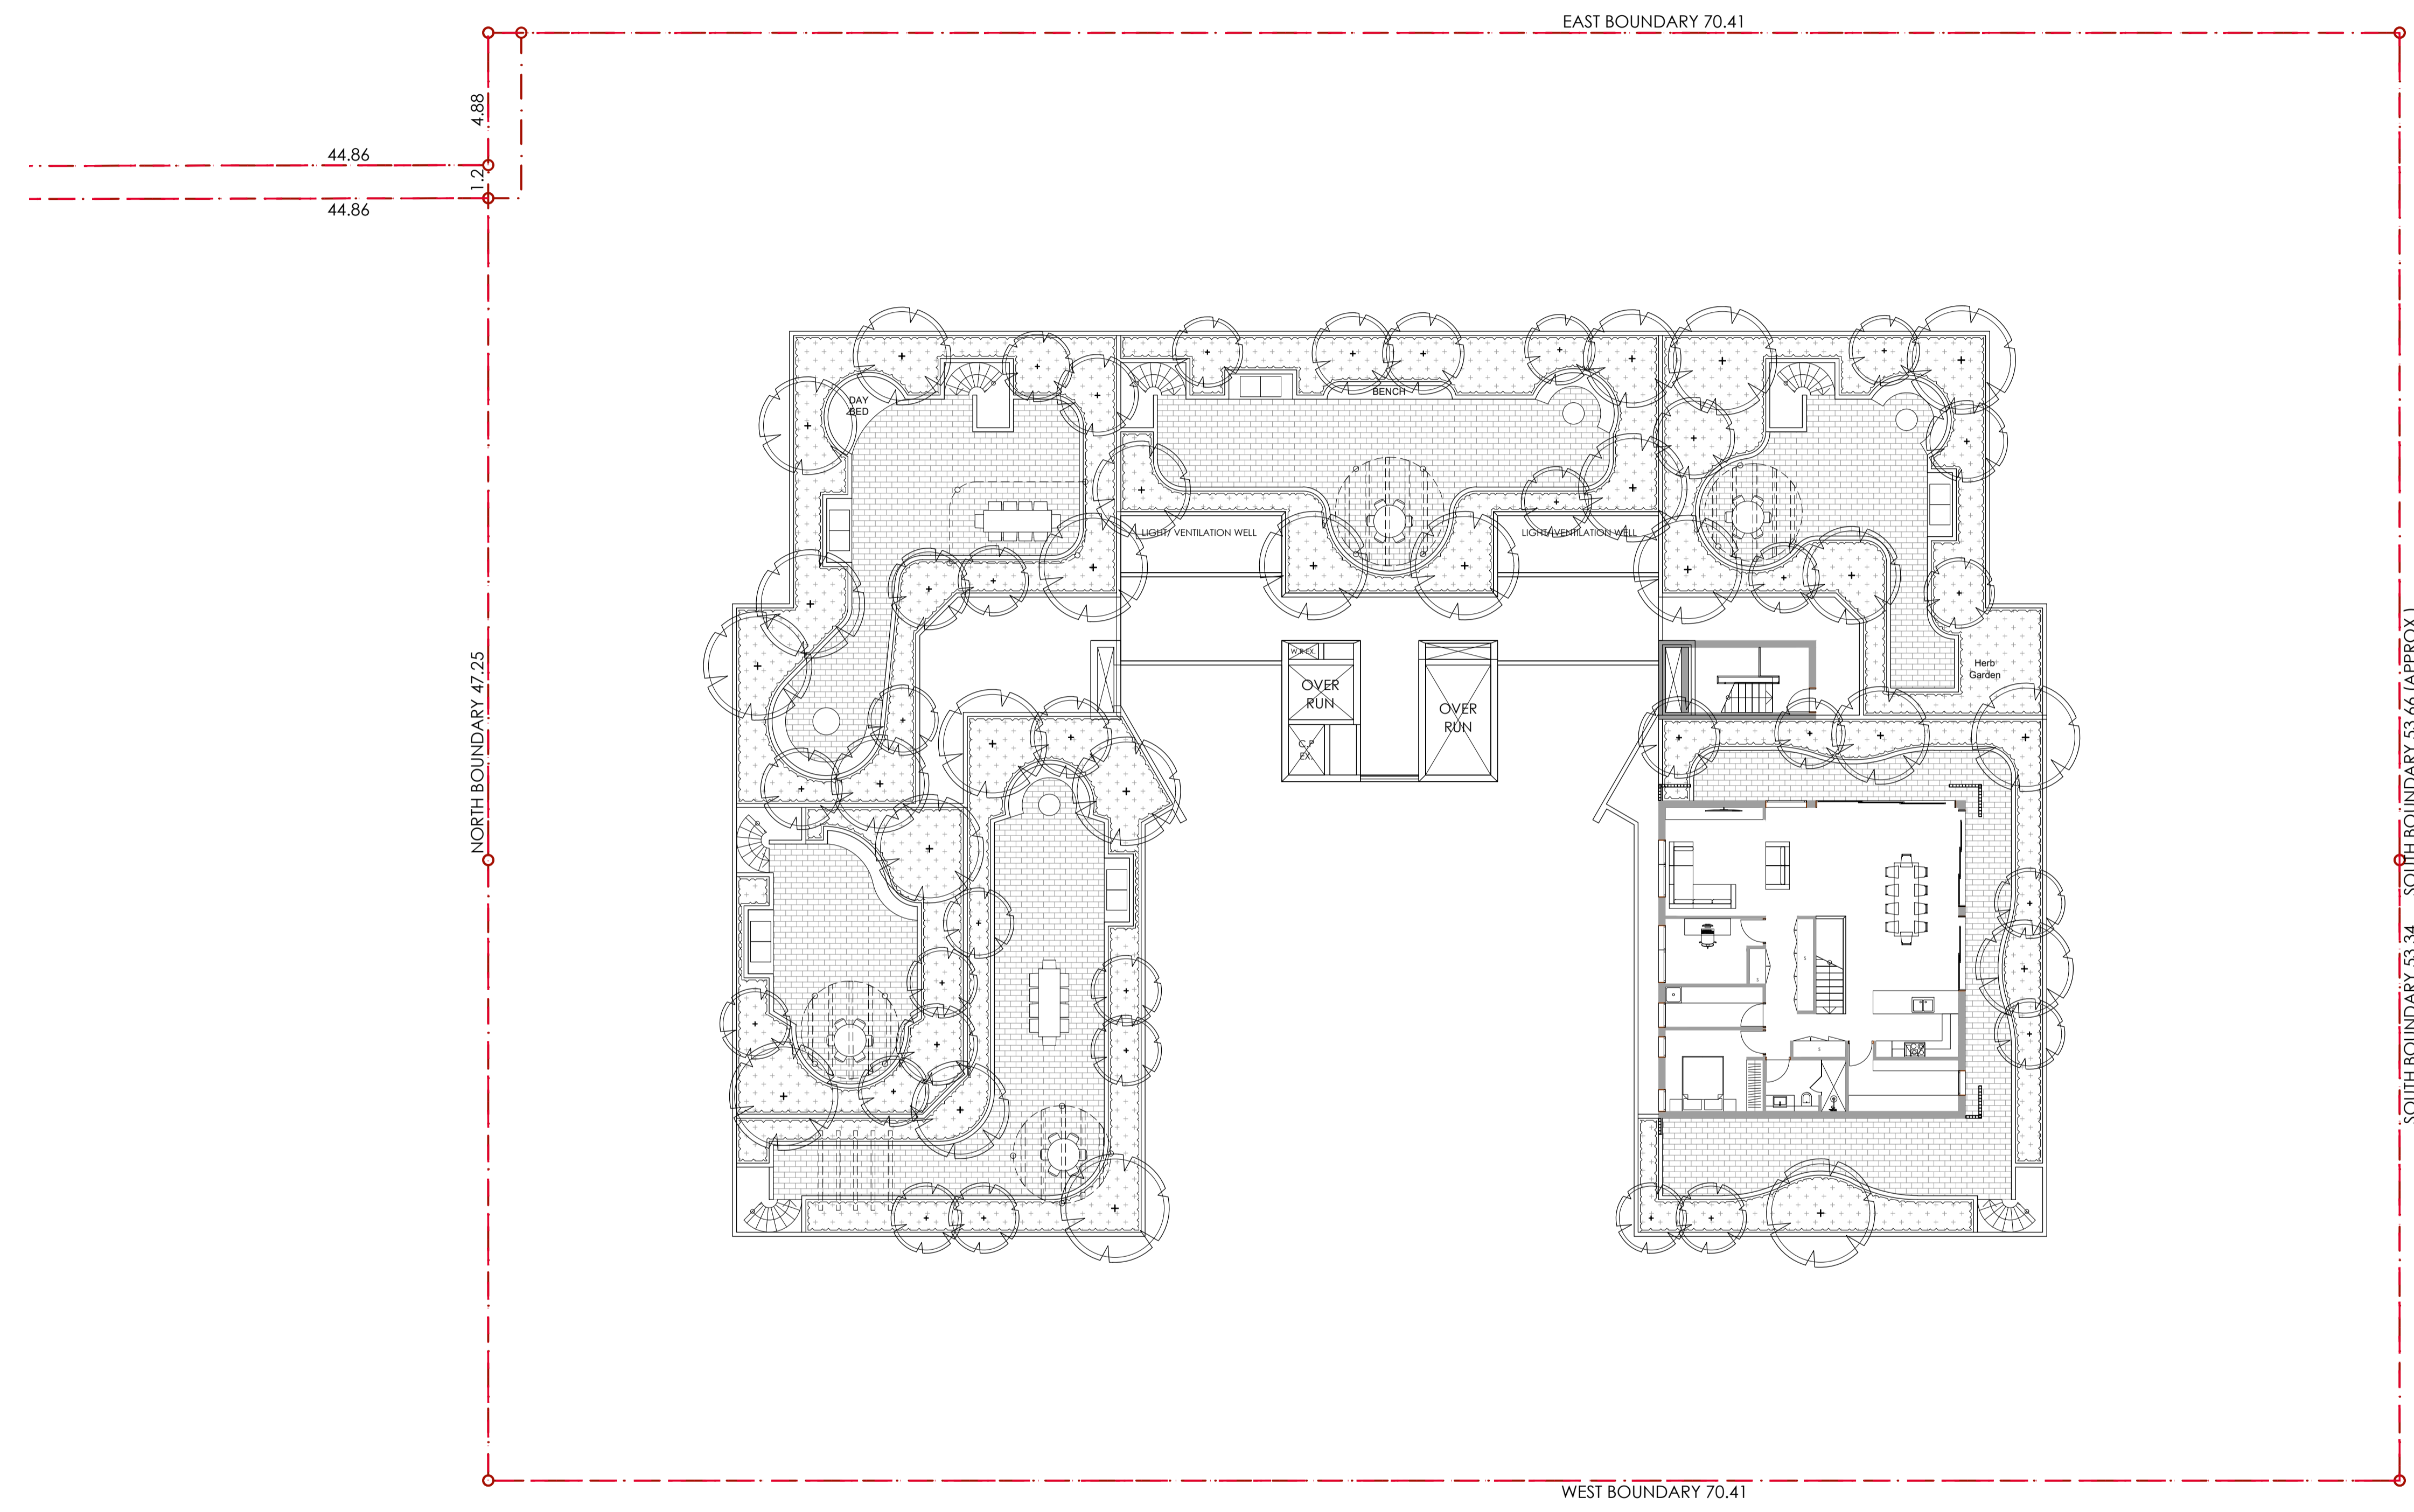 EAST BOUNDARY 70.41
4.88
44.86
1.2
44.86
DAY
BED
BENCH
LIGHT/ VENTILATION WELL
LIGHT/ VENTILATION WELL
NORTH BOUNDARY 47.25
OVER
RUN
OVER
RUN
C.P
EX.
Herb
Garden
SOUTH BOUNDARY 53.66 (APPROX.)
SOUTH BOUNDARY 53.34
S
S
S
WEST BOUNDARY 70.41